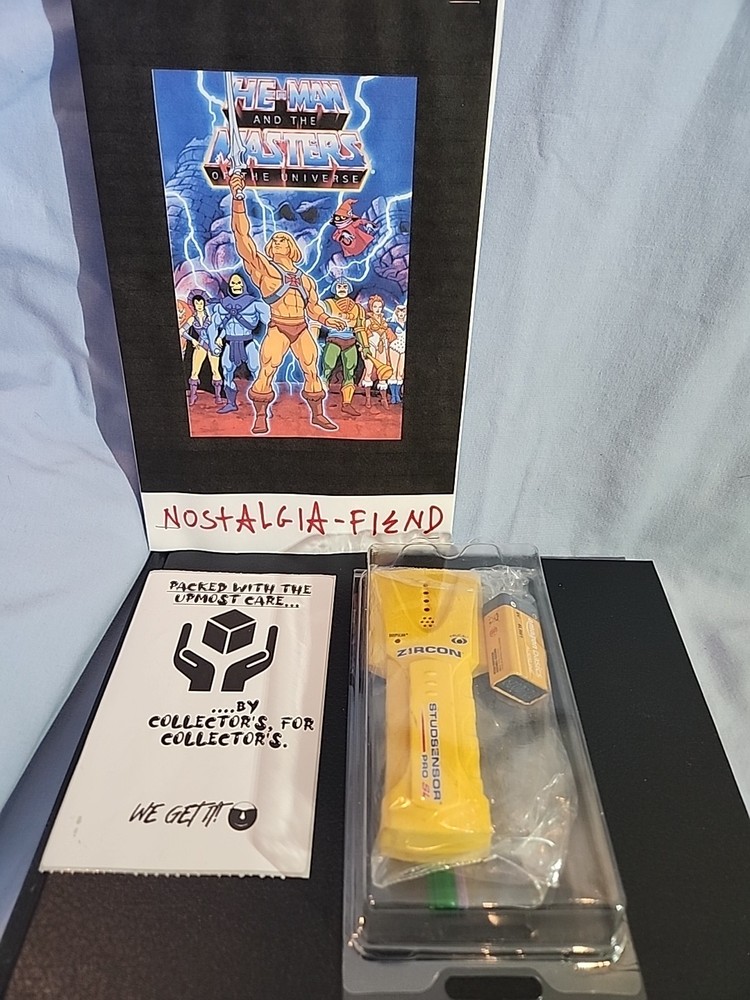 HE-MAN
AND THE
MASTERS
OF THE UNIVERSE
NOSTALGIA-FIEND
PACKED WITH THE
UPMOST CARE...
....BY
COLLECTOR'S, FOR
COLLECTOR'S.
WE GET IT!
ZIRCON
STUDSENSOR
PRO SL